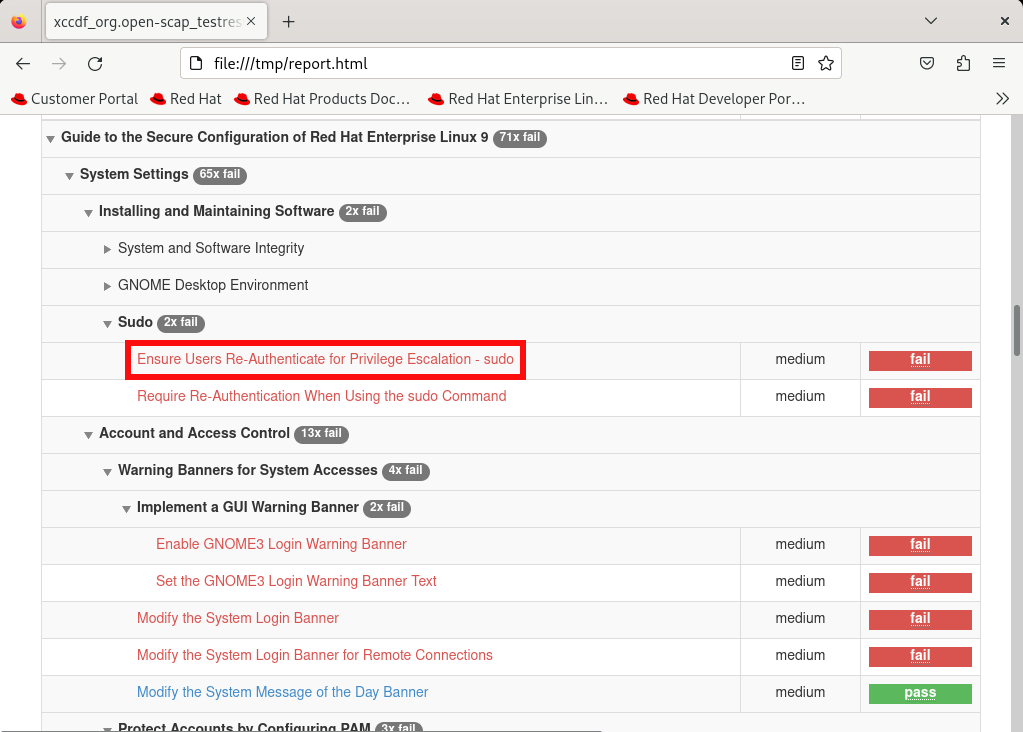 xccdf_org.open-scap_testres
file:///tmp/report.html
Customer Portal Red Hat Red Hat Products Doc... Red Hat Enterprise Lin... Red Hat Developer Por...
Guide to the Secure Configuration of Red Hat Enterprise Linux 9 71x fail
System Settings 65x fail
Installing and Maintaining Software 2x fail
System and Software Integrity
GNOME Desktop Environment
Sudo 2x fail
Ensure Users Re-Authenticate for Privilege Escalation - sudo medium fail
Require Re-Authentication When Using the sudo Command medium fail
Account and Access Control 13x fail
Warning Banners for System Accesses 4x fail
Implement a GUI Warning Banner 2x fail
Enable GNOME3 Login Warning Banner medium fail
Set the GNOME3 Login Warning Banner Text medium fail
Modify the System Login Banner medium fail
Modify the System Login Banner for Remote Connections medium fail
Modify the System Message of the Day Banner medium pass
Protect Accounts by Configuring PAM 3x fail